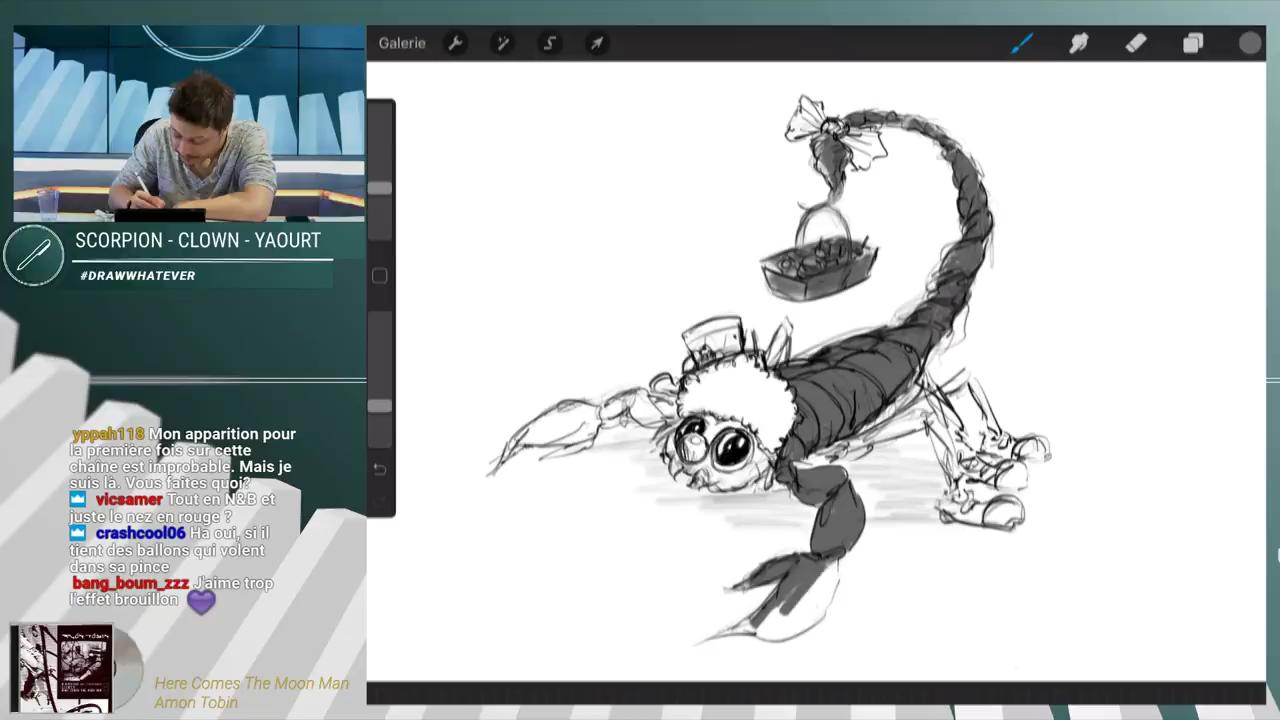 Galerie
SCORPION - CLOWN - YAOURT
#DRAWWHATEVER
yppah118 Mon apparition pour
la première fois sur cette
chaîne est improbable. Mais je
suis là. Vous faites quoi?
vicsamer Tout en N&B et
juste le nez en rouge ?
crashcool06 Ha oui, si il
tient des ballons qui volent
dans sa pince
bang_boum_zzz J'aime trop
l'effet brouillon
Here Comes The Moon Man
Amon Tobin